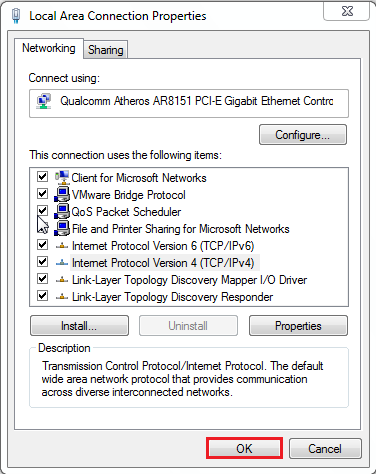 Local Area Connection Properties
Networking
Sharing
Connect using:
Qualcomm Atheros AR8151 PCI-E Gigabit Ethernet Contro
Configure...
This connection uses the following items:
Client for Microsoft Networks
VMware Bridge Protocol
QoS Packet Scheduler
File and Printer Sharing for Microsoft Networks
Internet Protocol Version 6 (TCP/IPv6)
Internet Protocol Version 4 (TCP/IPv4)
Link-Layer Topology Discovery Mapper I/O Driver
Link-Layer Topology Discovery Responder
Install...
Uninstall
Properties
Description
Transmission Control Protocol/Internet Protocol. The default
wide area network protocol that provides communication
across diverse interconnected networks.
OK
Cancel